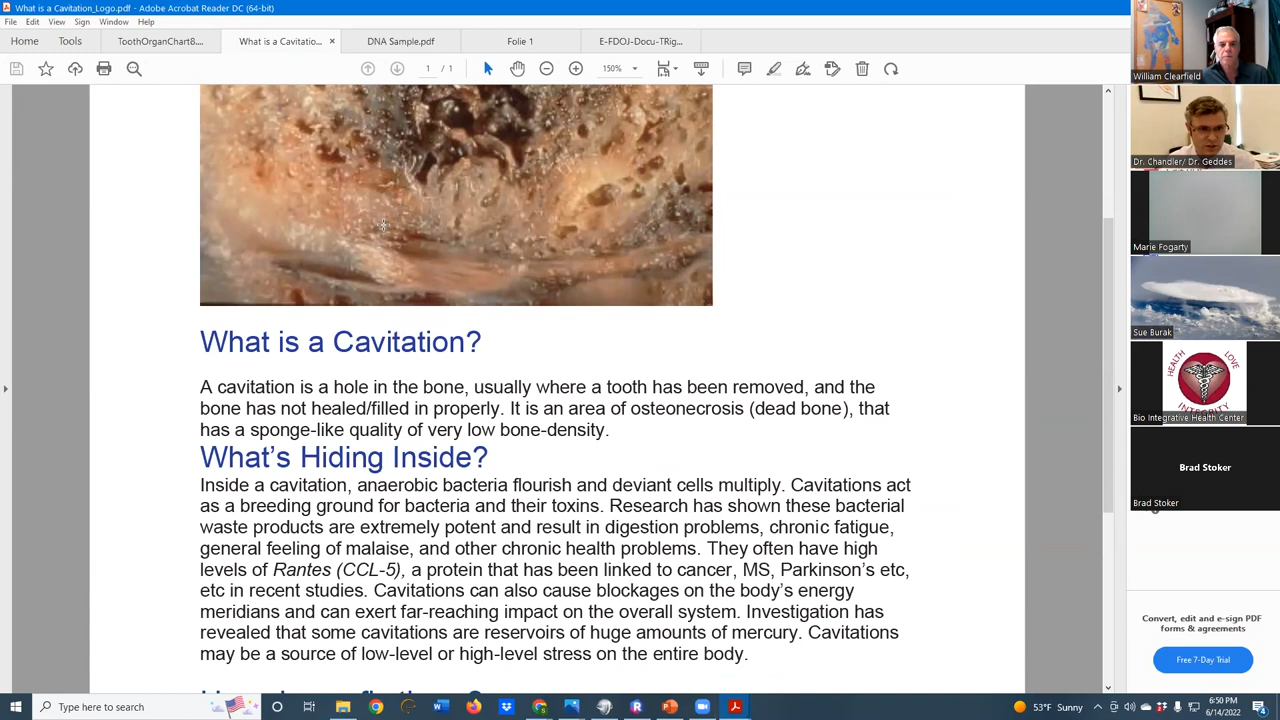 What is a Cavitation_Logo.pdf - Adobe Acrobat Reader DC (64-bit)
File Edit View Sign Window Help
Home Tools ToothOrganChart8.... What is a Cavitatio... × DNA Sample.pdf Folie 1 E-FDOJ-Docu-TRig...
1 / 1 150%
What is a Cavitation?
A cavitation is a hole in the bone, usually where a tooth has been removed, and the
bone has not healed/filled in properly. It is an area of osteonecrosis (dead bone), that
has a sponge-like quality of very low bone-density.
What's Hiding Inside?
Inside a cavitation, anaerobic bacteria flourish and deviant cells multiply. Cavitations act
as a breeding ground for bacteria and their toxins. Research has shown these bacterial
waste products are extremely potent and result in digestion problems, chronic fatigue,
general feeling of malaise, and other chronic health problems. They often have high
levels of Rantes (CCL-5), a protein that has been linked to cancer, MS, Parkinson's etc,
etc in recent studies. Cavitations can also cause blockages on the body's energy
meridians and can exert far-reaching impact on the overall system. Investigation has
revealed that some cavitations are reservoirs of huge amounts of mercury. Cavitations
may be a source of low-level or high-level stress on the entire body.
William Clearfield
Dr. Chandler/ Dr. Geddes
Marie Fogarty
Sue Burak
HEALTH
LOVE
INTEGRITY
Bio Integrative Health Center
Brad Stoker
Brad Stoker
Convert, edit and e-sign PDF
forms & agreements
Free 7-Day Trial
Type here to search
53°F Sunny
6:50 PM
6/14/2022